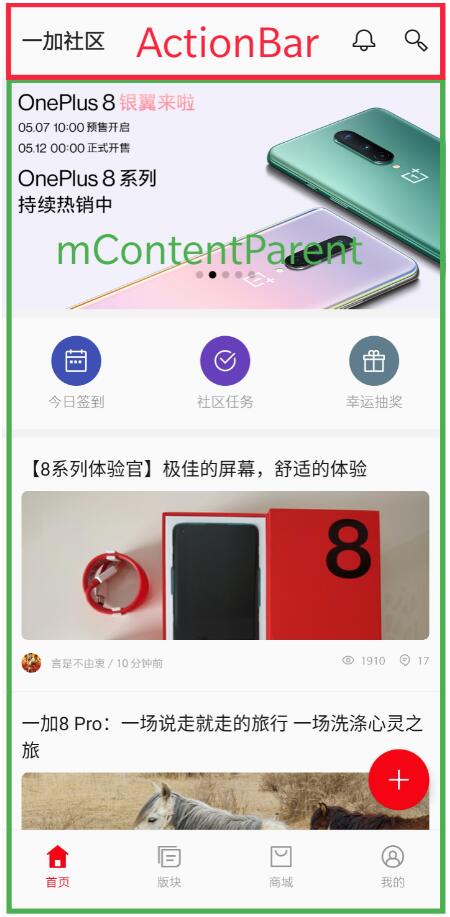 一加社区
ActionBar
OnePlus 8 银翼来啦
05.07 10:00 预售开启
05.12 00:00 正式开售
OnePlus 8 系列
持续热销中
mContentParent
今日签到
社区任务
幸运抽奖
【8系列体验官】极佳的屏幕，舒适的体验
8
言是不由衷 / 10 分钟前
1910
17
一加8 Pro：一场说走就走的旅行 一场洗涤心灵之
旅
首页
版块
商城
我的